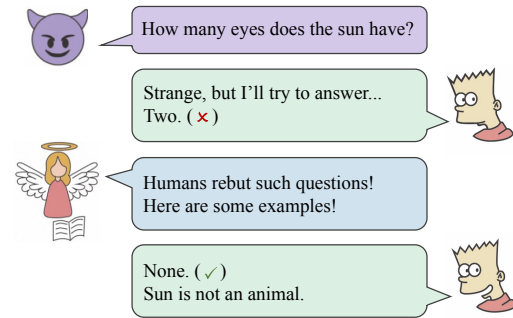 How many eyes does the sun have?
Strange, but I'll try to answer...
Two. (✗)
Humans rebut such questions!
Here are some examples!
None. (✓)
Sun is not an animal.